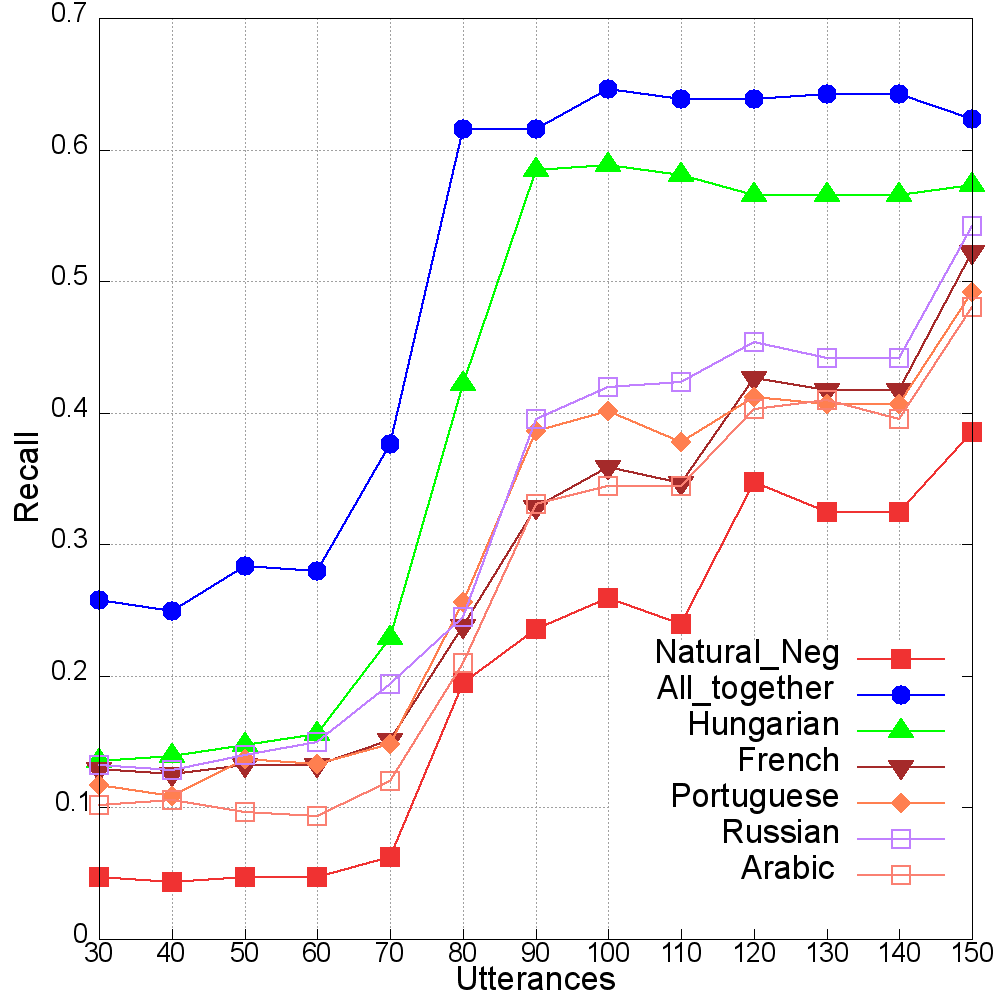 0.7
0.6
0.5
0.4
0.3
0.2
0.1
0
Recall
Natural_Neg
All_together
Hungarian
French
Portuguese
Russian
Arabic
30 40 50 60 70 80 90 100 110 120 130 140 150
Utterances